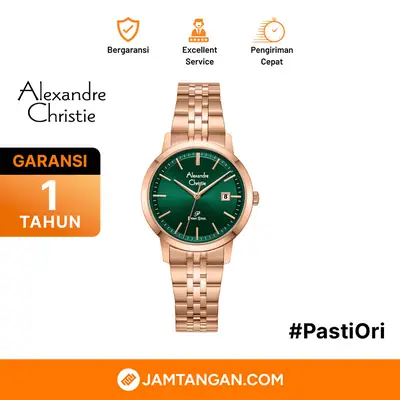 Bergaransi
Excellent
Service
Pengiriman
Cepat
Alexandre
Christie
GARANSI
1
TAHUN
Alexandre
Christie
#PastiOri
JAMTANGAN.COM